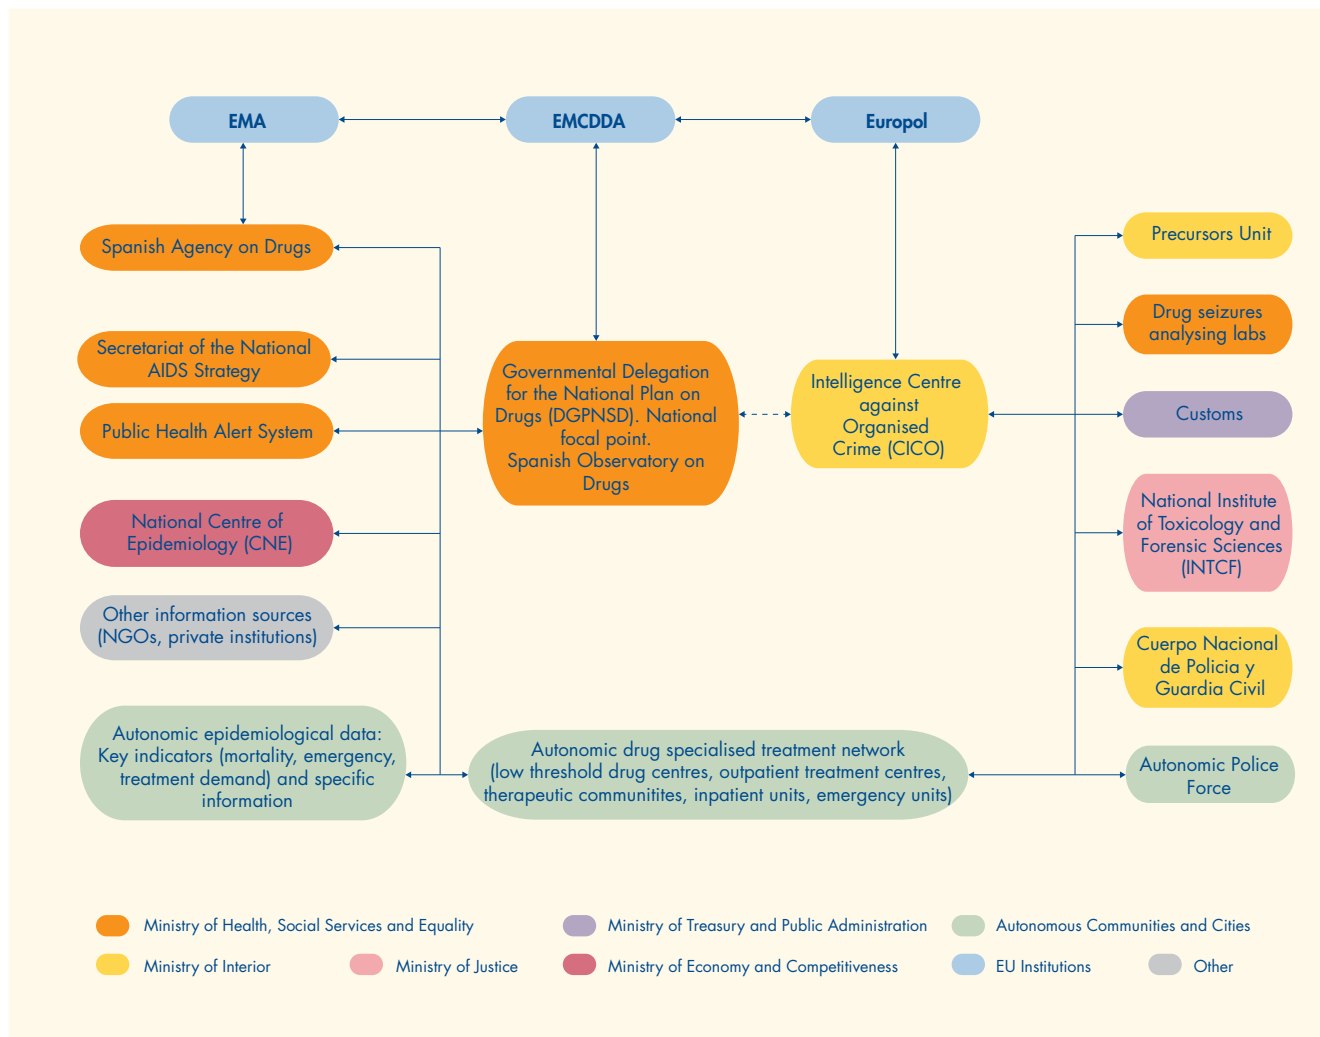 EMA
EMCDDA
Europol
Spanish Agency on Drugs
Secretariat of the National
AIDS Strategy
Public Health Alert System
National Centre of
Epidemiology (CNE)
Other information sources
(NGOs, private institutions)
Autonomic epidemiological data:
Key indicators (mortality, emergency,
treatment demand) and specific
information
Governmental Delegation
for the National Plan on
Drugs (DGPNSD). National
focal point.
Spanish Observatory on
Drugs
Intelligence Centre
against
Organised
Crime (CICO)
Autonomic drug specialised treatment network
(low threshold drug centres, outpatient treatment centres,
therapeutic communitites, inpatient units, emergency units)
Precursors Unit
Drug seizures
analysing labs
Customs
National Institute
of Toxicology and
Forensic Sciences
(INTCF)
Cuerpo Nacional
de Policia y
Guardia Civil
Autonomic Police
Force
Ministry of Health, Social Services and Equality
Ministry of Treasury and Public Administration
Autonomous Communities and Cities
Ministry of Interior
Ministry of Justice
Ministry of Economy and Competitiveness
EU Institutions
Other